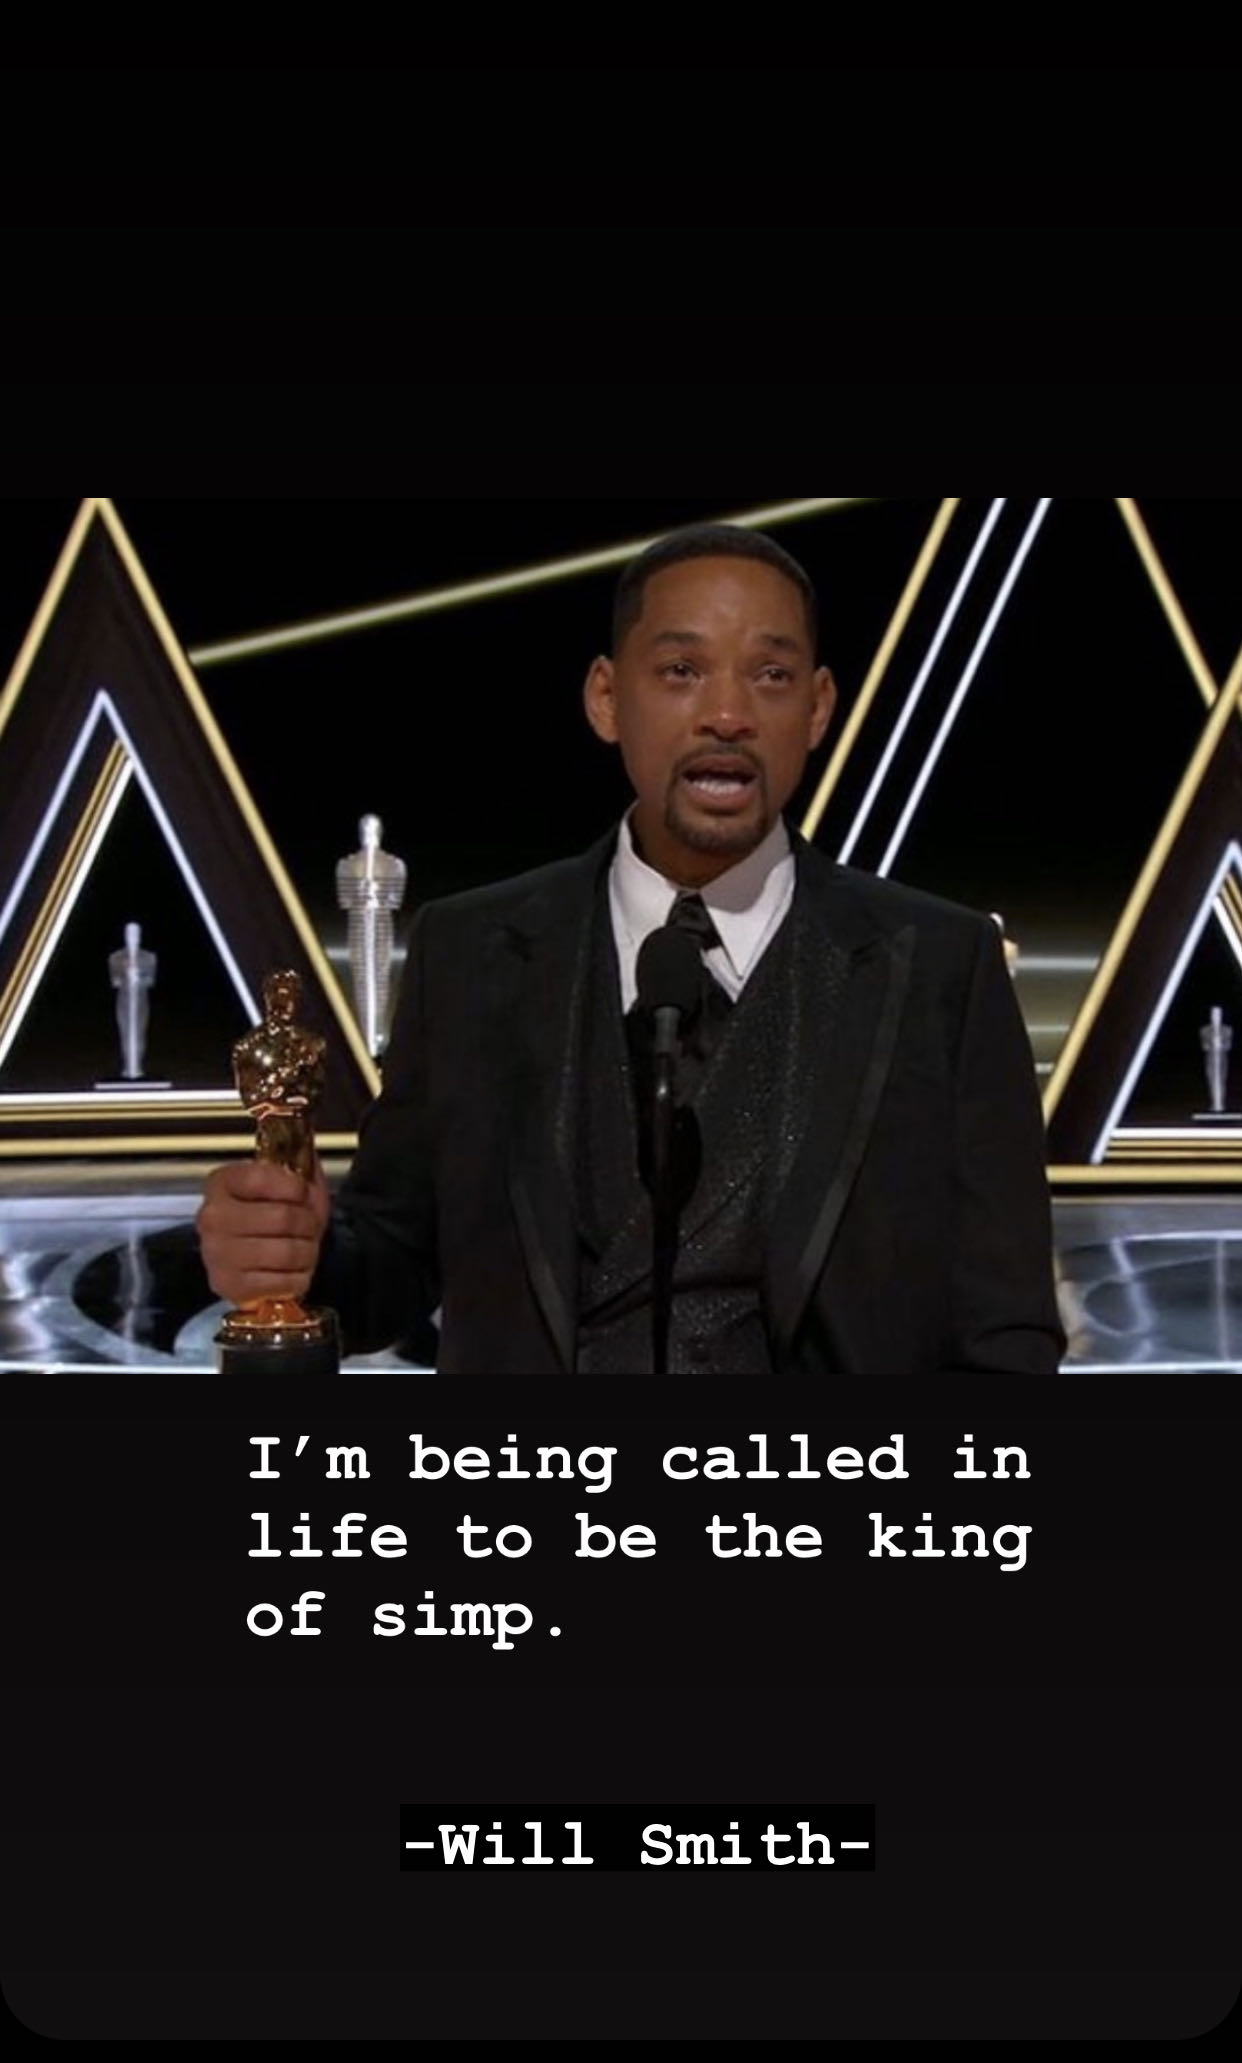 I’m being called in
life to be the king
of simp.
-Will Smith-